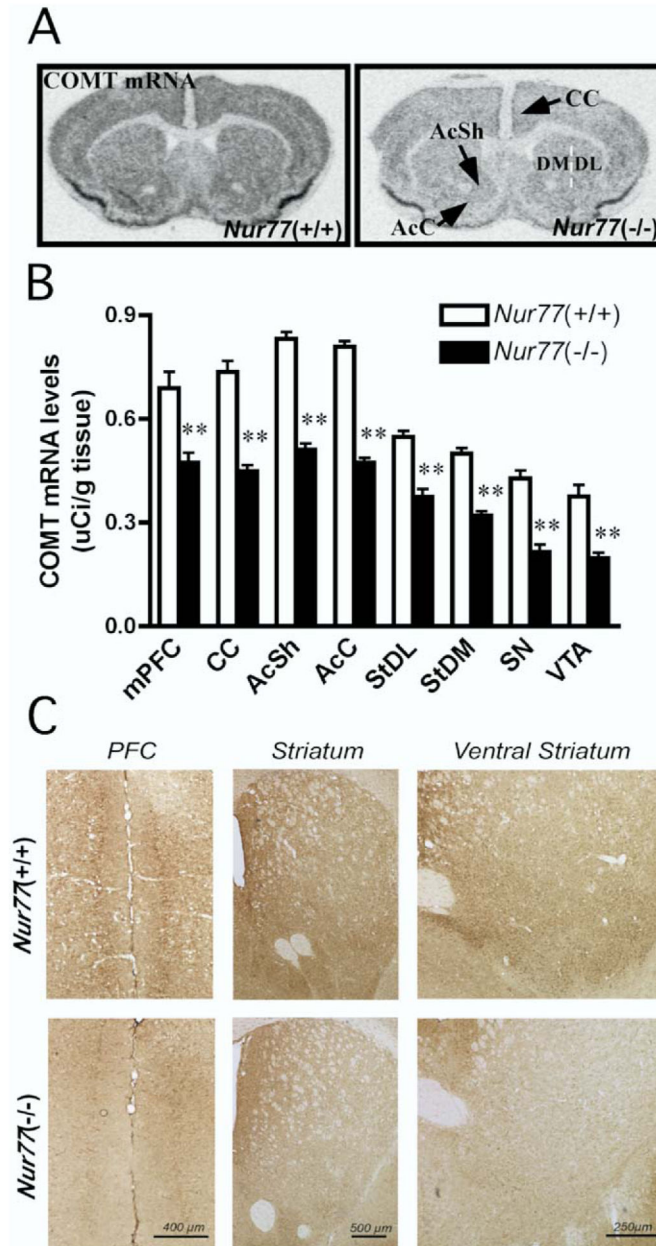 A
COMT mRNA
Nur77(+/+)
CC
AcSh
DM DL
AcC
Nur77(-/-)
B
COMT mRNA levels
(uCi/g tissue)
0.9
0.6
0.3
0.0
Nur77(+/+)
Nur77(-/-)
** ** ** ** ** ** ** **
mPFC CC AcSh AcC StDL StDM SN VTA
C
PFC Striatum Ventral Striatum
Nur77(+/+)
Nur77(-/-)
400 µm 500 µm 250µm